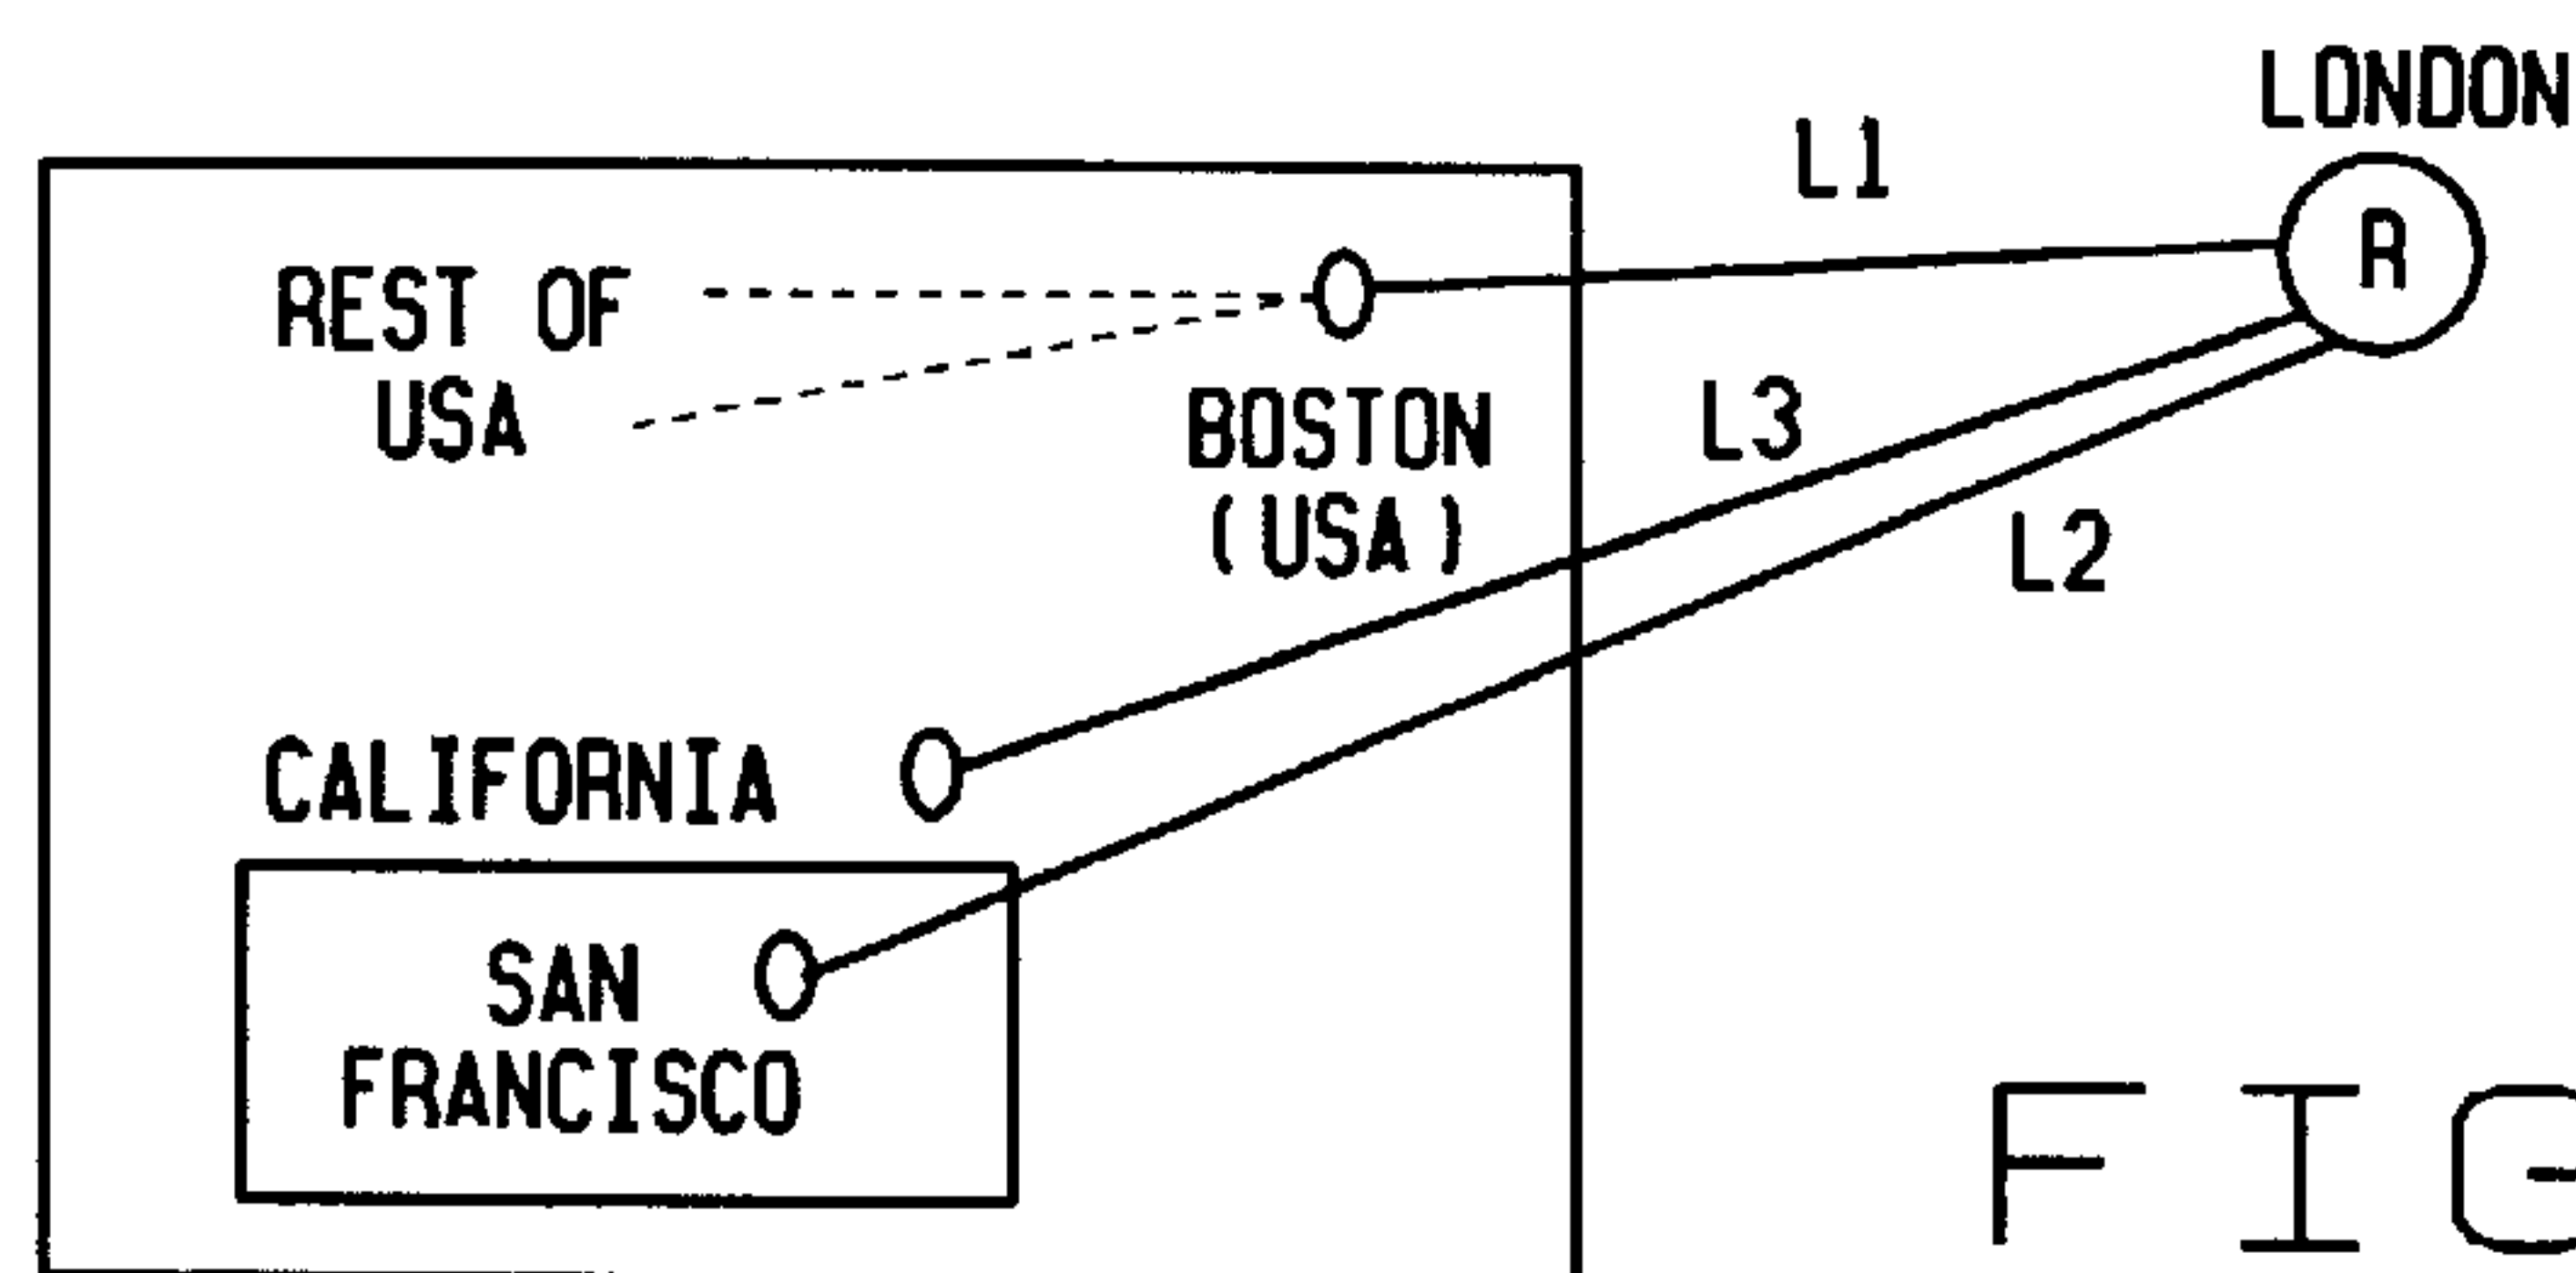 LONDON
L1
R
REST OF
USA
BOSTON
(USA)
L3
L2
CALIFORNIA
SAN
FRANCISCO
FIG